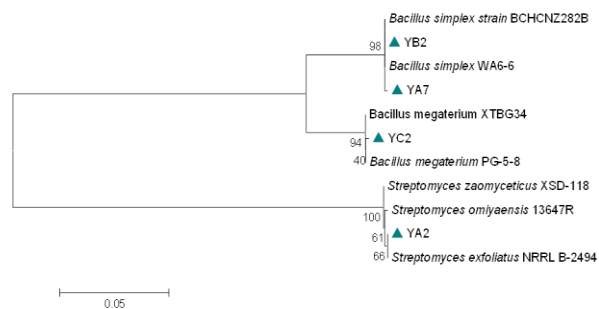 Bacillus simplex strain BCHCNZ282B
98
YB2
Bacillus simplex WA6-6
YA7
Bacillus megaterium XTBG34
94
YC2
40
Bacillus megaterium PG-5-8
Streptomyces zaomyceticus XSD-118
100
Streptomyces omiyaensis 13647R
61
YA2
66
Streptomyces exfoliatus NRRL B-2494
0.05